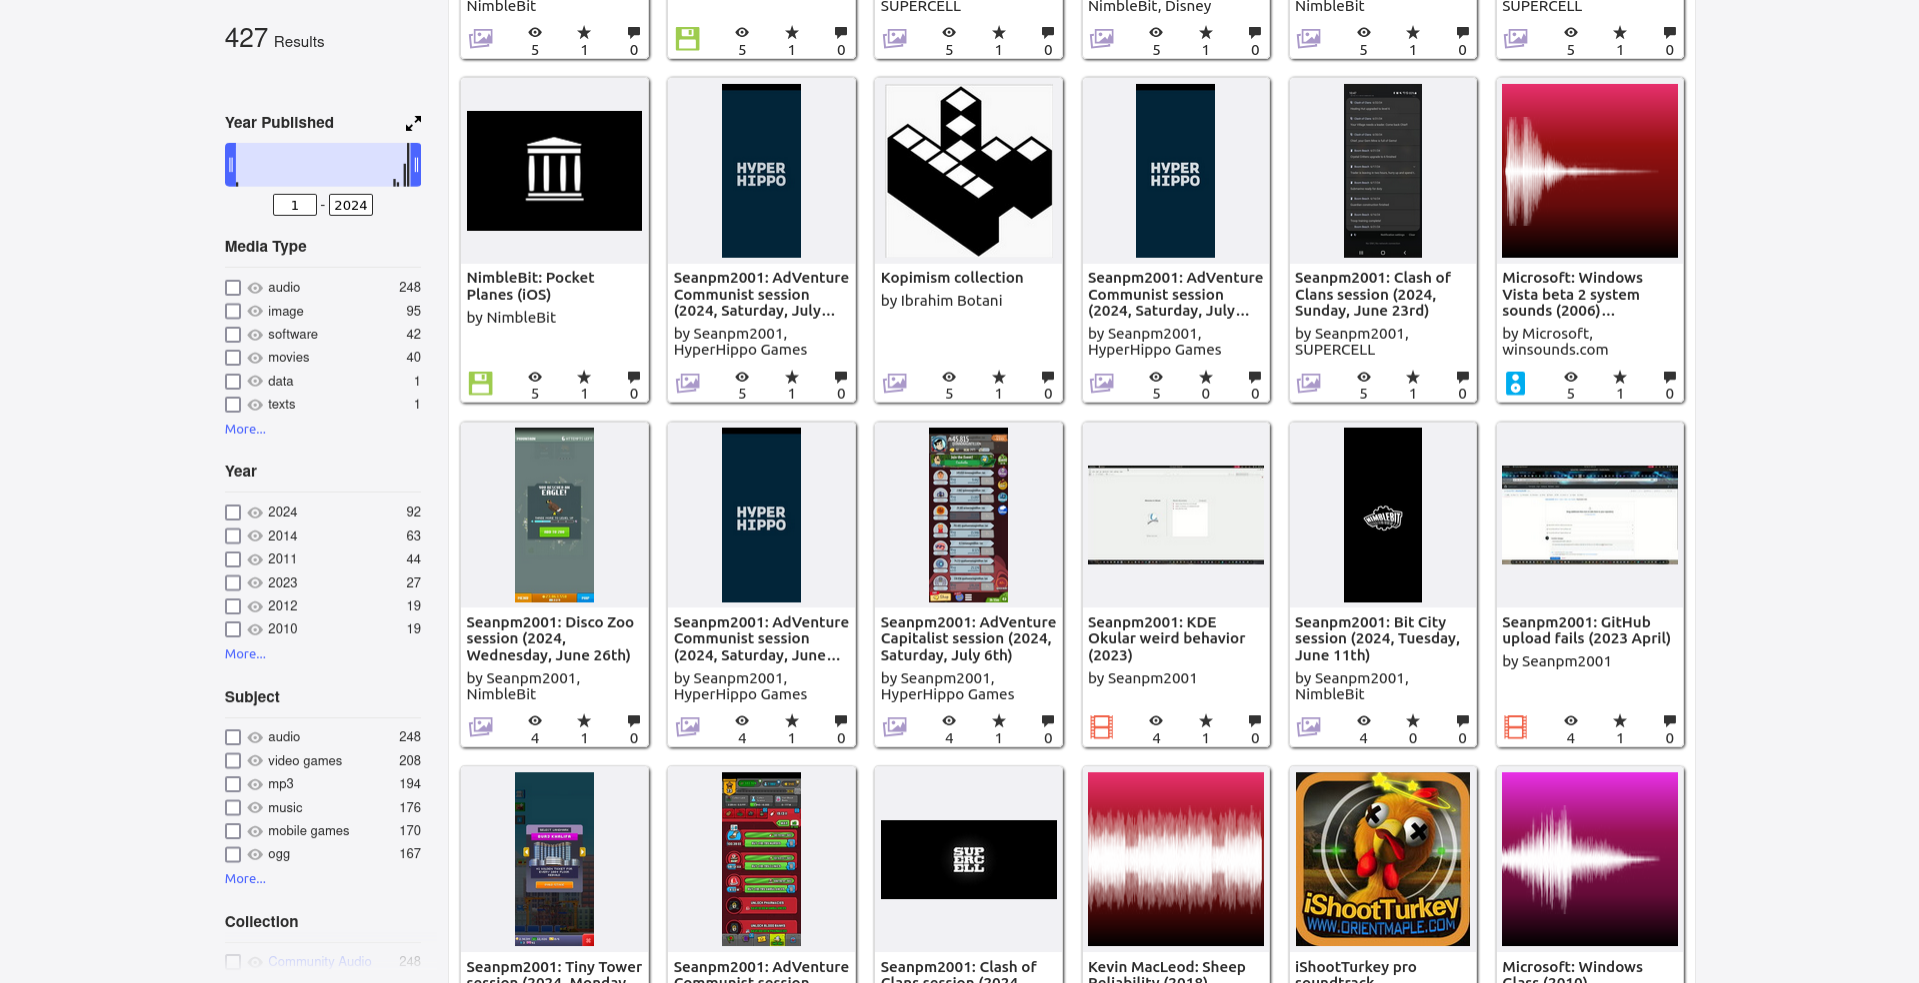 427 Results
Year Published
1 - 2024
Media Type
audio 248
image 95
software 42
movies 40
data 1
texts 1
More...
Year
2024 92
2014 63
2011 44
2023 27
2012 19
2010 19
More...
Subject
audio 248
video games 208
mp3 194
music 176
mobile games 170
ogg 167
More...
Collection
Community Audio 248
NimbleBit
5 1 0
5 1 0
SUPERCELL
5 1 0
NimbleBit, Disney
5 1 0
NimbleBit
5 1 0
SUPERCELL
5 1 0
NimbleBit: Pocket
Planes (iOS)
by NimbleBit
5 1 0
HYPER
HIPPO
Seanpm2001: AdVenture
Communist session
(2024, Saturday, July...
by Seanpm2001,
HyperHippo Games
5 1 0
Kopimism collection
by Ibrahim Botani
5 1 0
HYPER
HIPPO
Seanpm2001: AdVenture
Communist session
(2024, Saturday, July...
by Seanpm2001,
HyperHippo Games
5 0 0
Seanpm2001: Clash of
Clans session (2024,
Sunday, June 23rd)
by Seanpm2001,
SUPERCELL
5 1 0
Microsoft: Windows
Vista beta 2 system
sounds (2006)...
by Microsoft,
winsounds.com
5 1 0
EAGLE!
Seanpm2001: Disco Zoo
session (2024,
Wednesday, June 26th)
by Seanpm2001,
NimbleBit
4 1 0
HYPER
HIPPO
Seanpm2001: AdVenture
Communist session
(2024, Saturday, June...
by Seanpm2001,
HyperHippo Games
4 1 0
Seanpm2001: AdVenture
Capitalist session (2024,
Saturday, July 6th)
by Seanpm2001,
HyperHippo Games
4 1 0
Seanpm2001: KDE
Okular weird behavior
(2023)
by Seanpm2001
4 1 0
NIMBLEBIT
Seanpm2001: Bit City
session (2024, Tuesday,
June 11th)
by Seanpm2001,
NimbleBit
4 0 0
Seanpm2001: GitHub
upload fails (2023 April)
by Seanpm2001
4 1 0
Seanpm2001: Tiny Tower
session (2024, Monday,
Seanpm2001: AdVenture
Communist session
SUP
ERC
ELL
Seanpm2001: Clash of
Clans session (2024,
Kevin MacLeod: Sheep
Reliability (2018)
iShootTurkey
WWW.ORIENTMAPLE.COM
iShootTurkey pro
soundtrack
Microsoft: Windows
Glass (2010)